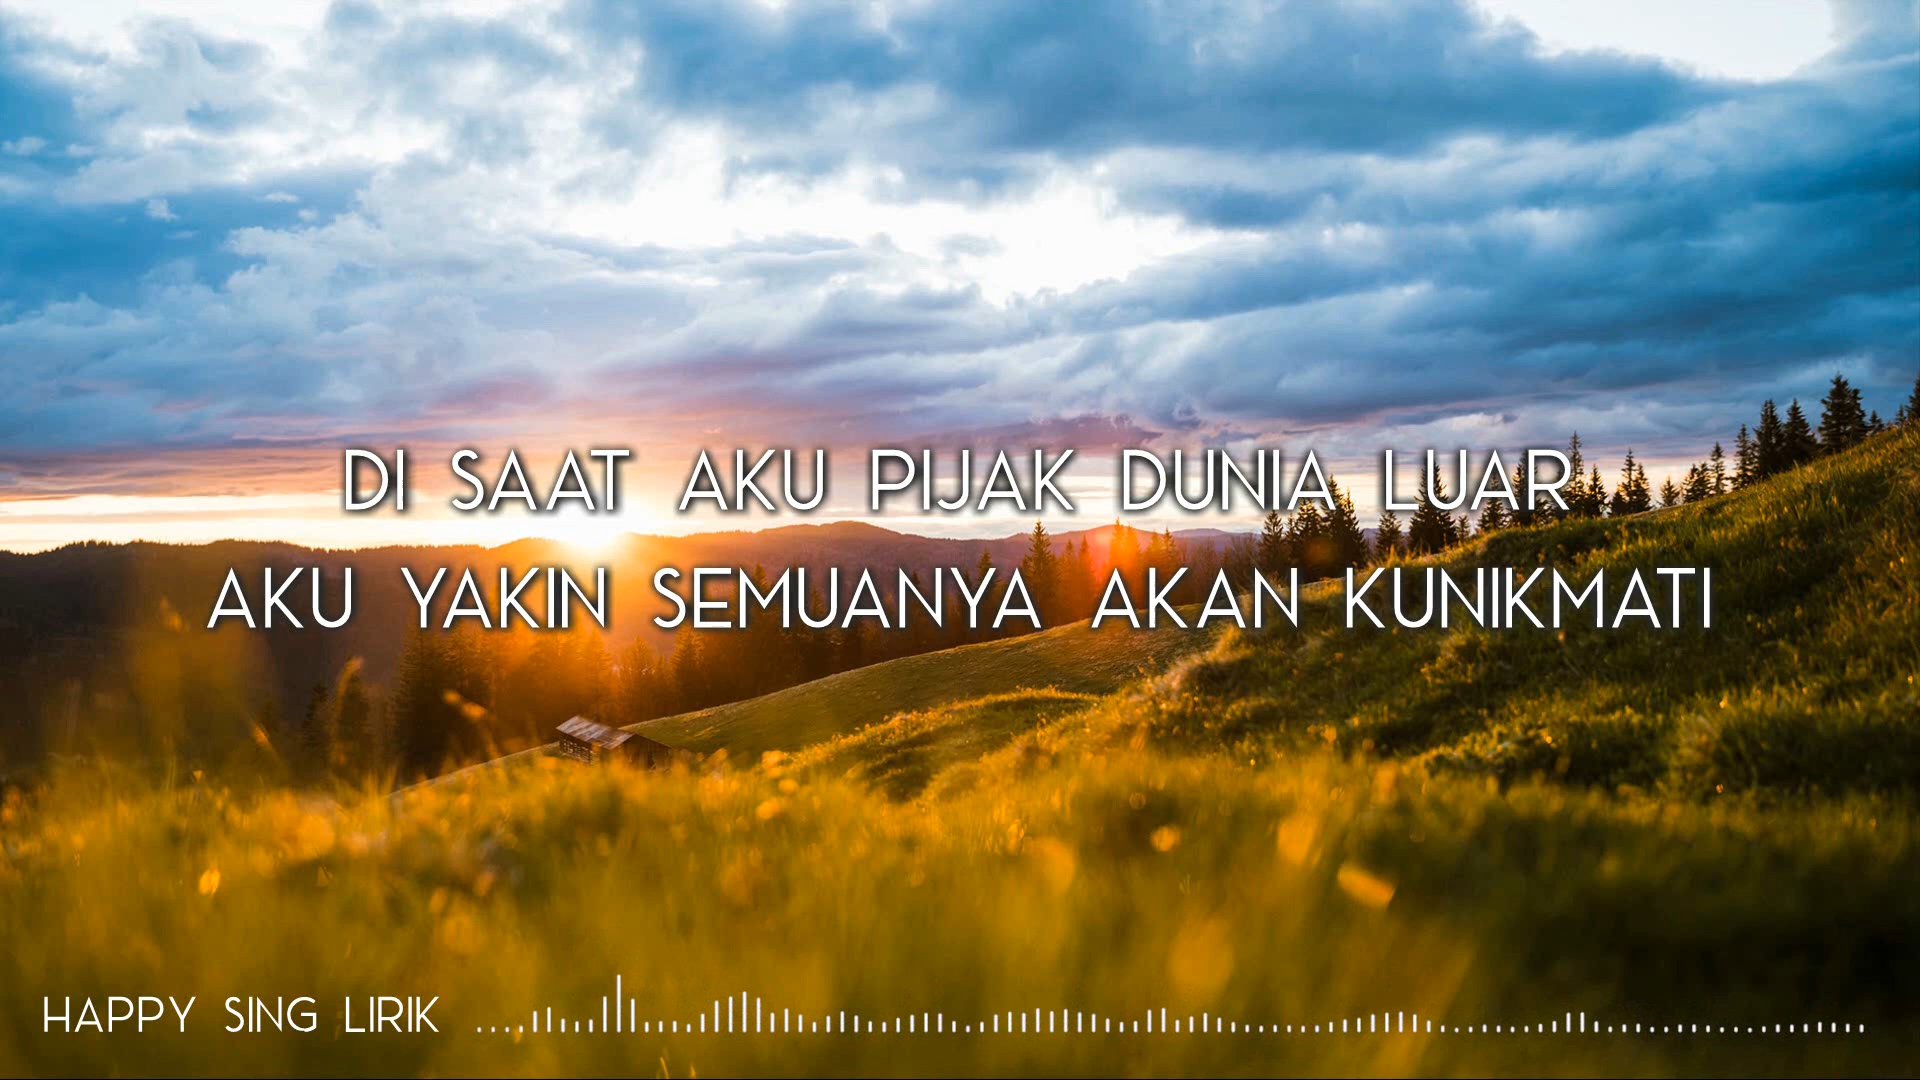 DI SAAT AKU PIJAK DUNIA LUAR
AKU YAKIN SEMUANYA AKAN KUNIKMATI
HAPPY SING LIRIK